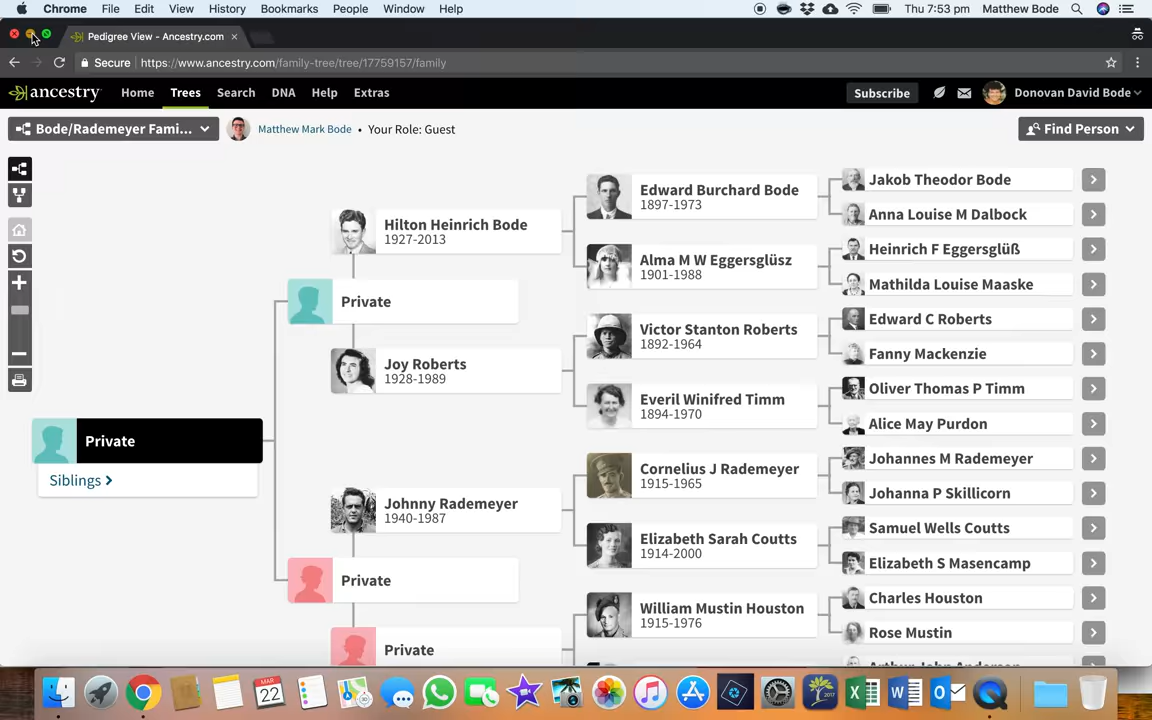 Chrome File Edit View History Bookmarks People Window Help Thu 7:53 pm Matthew Bode
Pedigree View - Ancestry.com
Secure https://www.ancestry.com/family-tree/tree/17759157/family
ancestry Home Trees Search DNA Help Extras Subscribe Donovan David Bode
Bode/Rademeyer Fami... Matthew Mark Bode • Your Role: Guest Find Person
Jakob Theodor Bode
Edward Burchard Bode
1897-1973
Anna Louise M Dalbock
Hilton Heinrich Bode
1927-2013
Heinrich F Eggersglüß
Alma M W Eggersglüsz
1901-1988
Mathilda Louise Maaske
Private
Edward C Roberts
Victor Stanton Roberts
1892-1964
Fanny Mackenzie
Joy Roberts
1928-1989
Oliver Thomas P Timm
Everil Winifred Timm
1894-1970
Alice May Purdon
Private
Siblings
Johannes M Rademeyer
Cornelius J Rademeyer
1915-1965
Johanna P Skillicorn
Johnny Rademeyer
1940-1987
Samuel Wells Coutts
Elizabeth Sarah Coutts
1914-2000
Elizabeth S Masencamp
Private
Charles Houston
William Mustin Houston
1915-1976
Rose Mustin
Private
Arthur John Anderson
MAR
22
2017